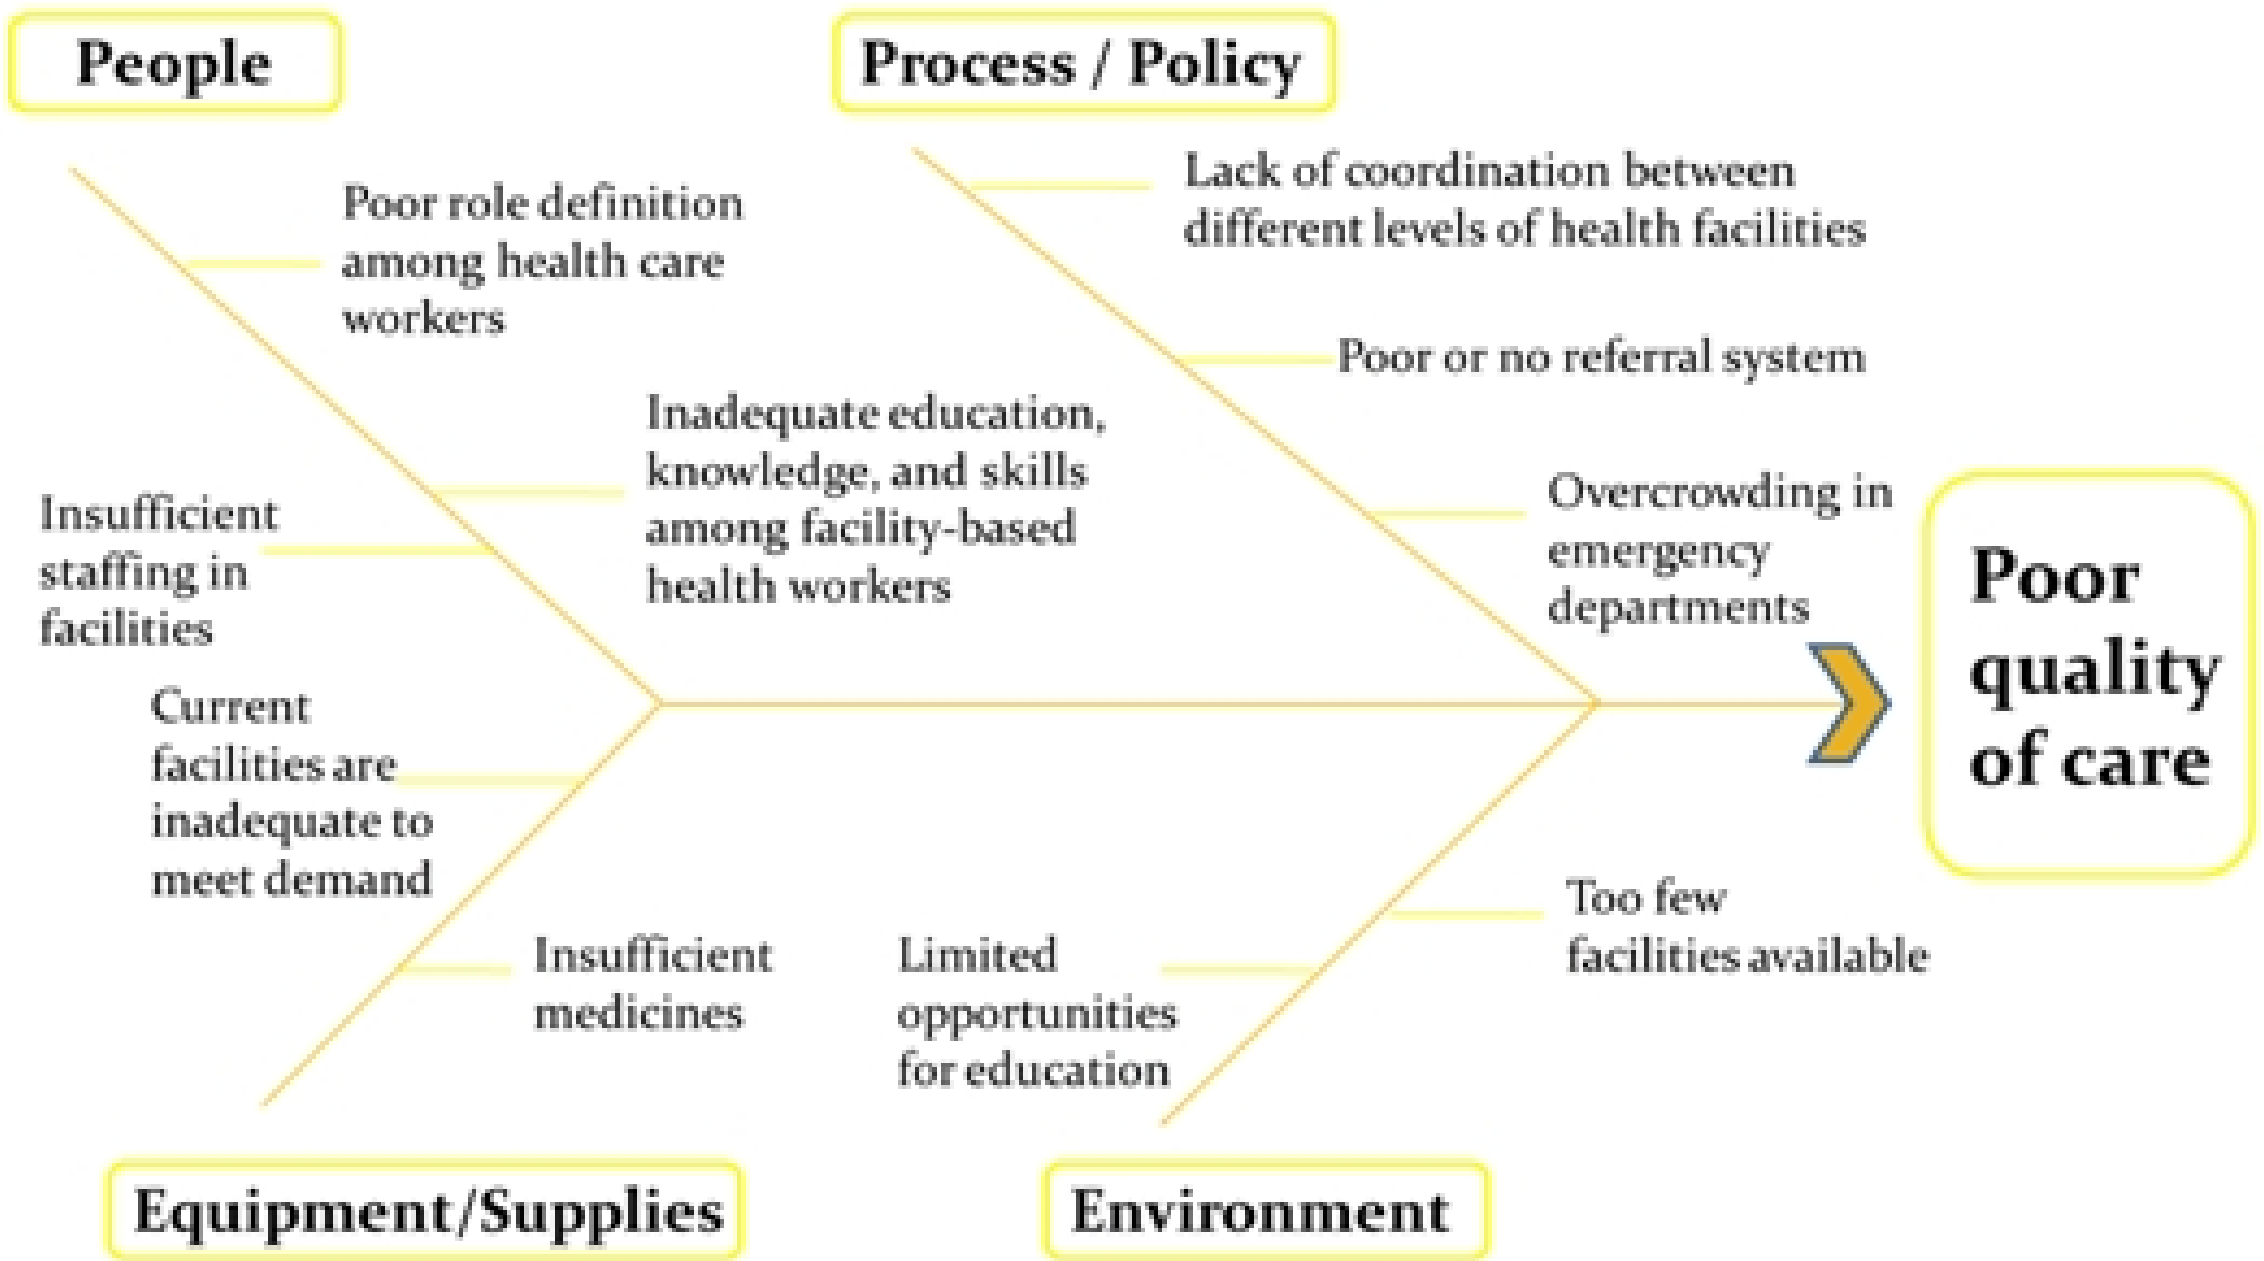 People
Process / Policy
Poor role definition
among health care
workers
Lack of coordination between
different levels of health facilities
Poor or no referral system
Inadequate education,
knowledge, and skills
among facility-based
health workers
Insufficient
staffing in
facilities
Overcrowding in
emergency
departments
Poor
quality
of care
Current
facilities are
inadequate to
meet demand
Insufficient
medicines
Limited
opportunities
for education
Too few
facilities available
Equipment/Supplies
Environment